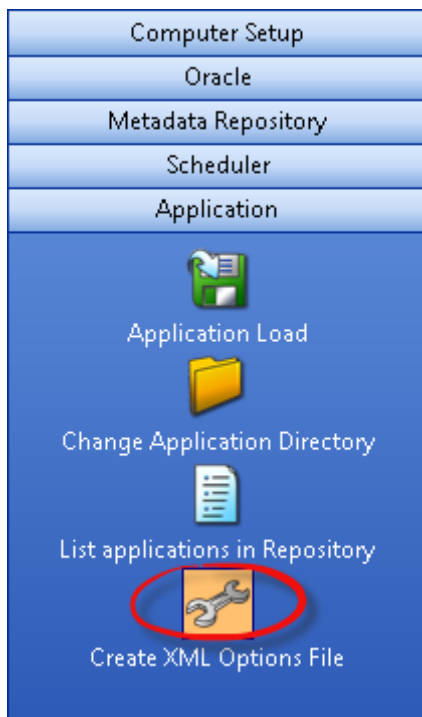 Computer Setup
Oracle
Metadata Repository
Scheduler
Application
Application Load
Change Application Directory
List applications in Repository
Create XML Options File